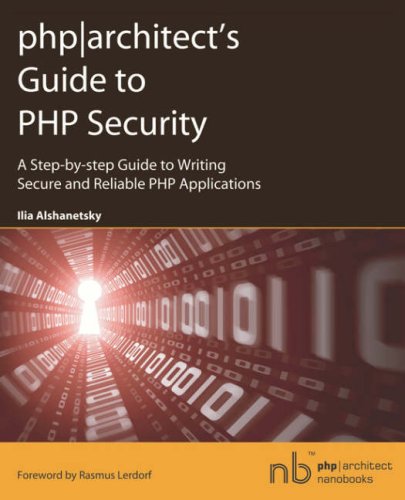 php|architect's
Guide to
PHP Security
A Step-by-step Guide to Writing
Secure and Reliable PHP Applications
Ilia Alshanetsky
Foreword by Rasmus Lerdorf
nb™
php|architect
nanobooks